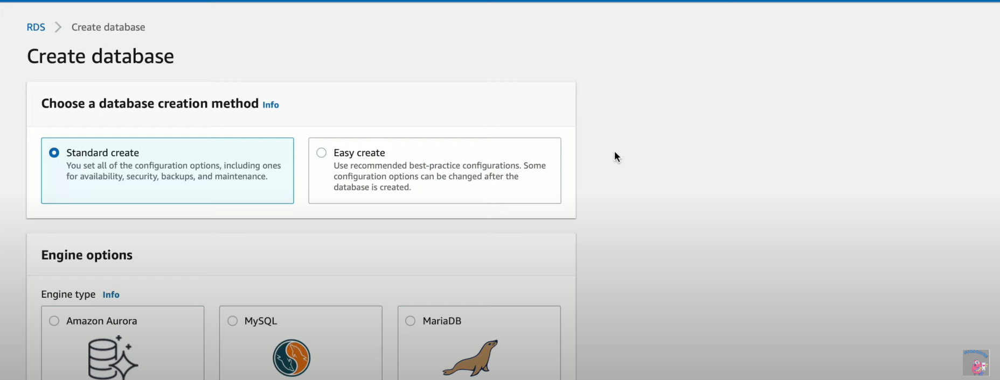 RDS > Create database
Create database
Choose a database creation method Info
Standard create
You set all of the configuration options, including ones
for availability, security, backups, and maintenance.
Easy create
Use recommended best-practice configurations. Some
configuration options can be changed after the
database is created.
Engine options
Engine type Info
Amazon Aurora
MySQL
MariaDB